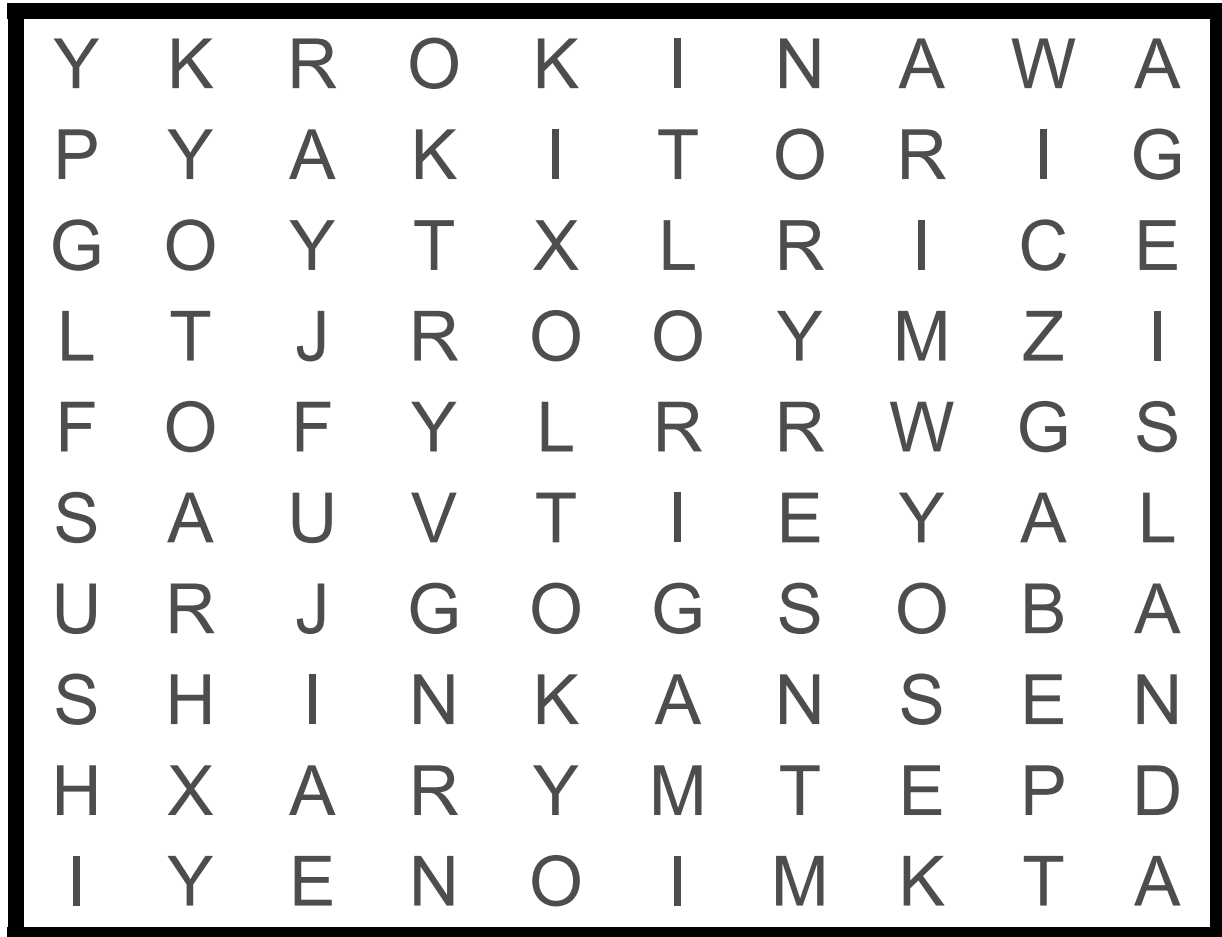 Y K R O K I N A W A
P Y A K I T O R I G
G O Y T X L R I C E
L T J R O O Y M Z I
F O F Y L R R W G S
S A U V T I E Y A L
U R J G O G S O B A
S H I N K A N S E N
H X A R Y M T E P D
I Y E N O I M K T A